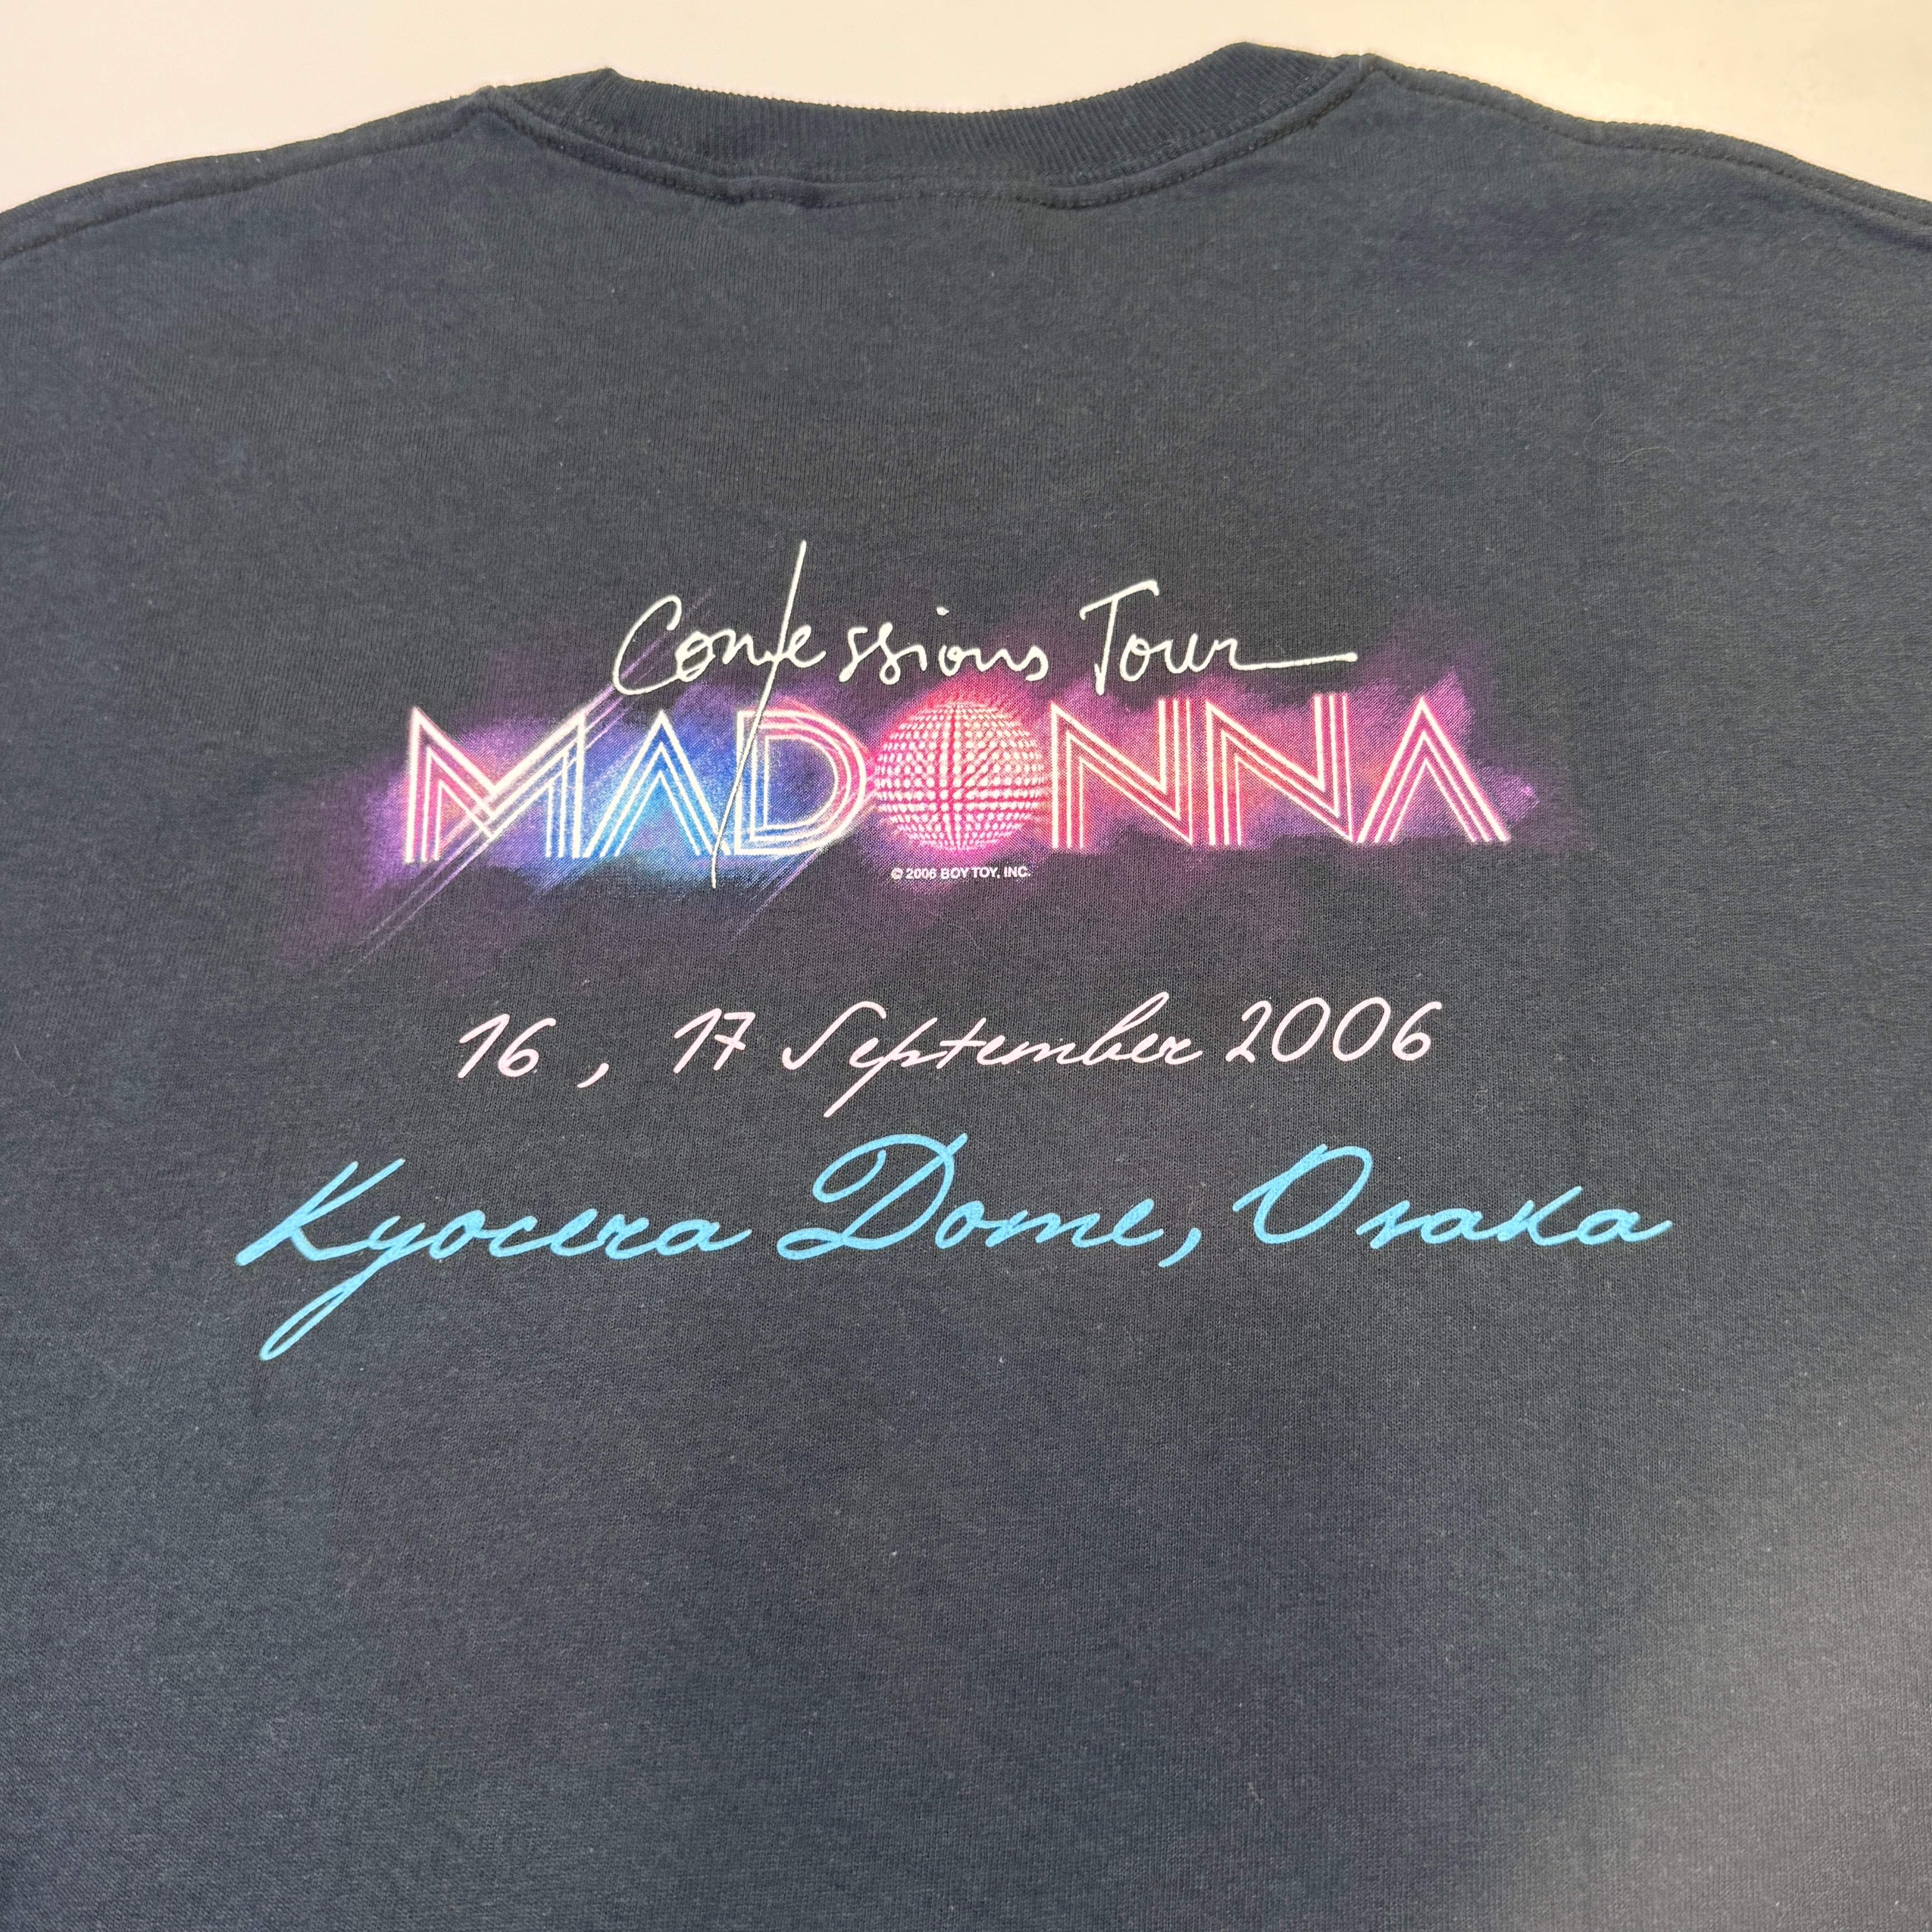 Confessions Tour
MADONNA
© 2006 BOY TOY, INC.
16, 17 September 2006
Kyocera Dome, Osaka